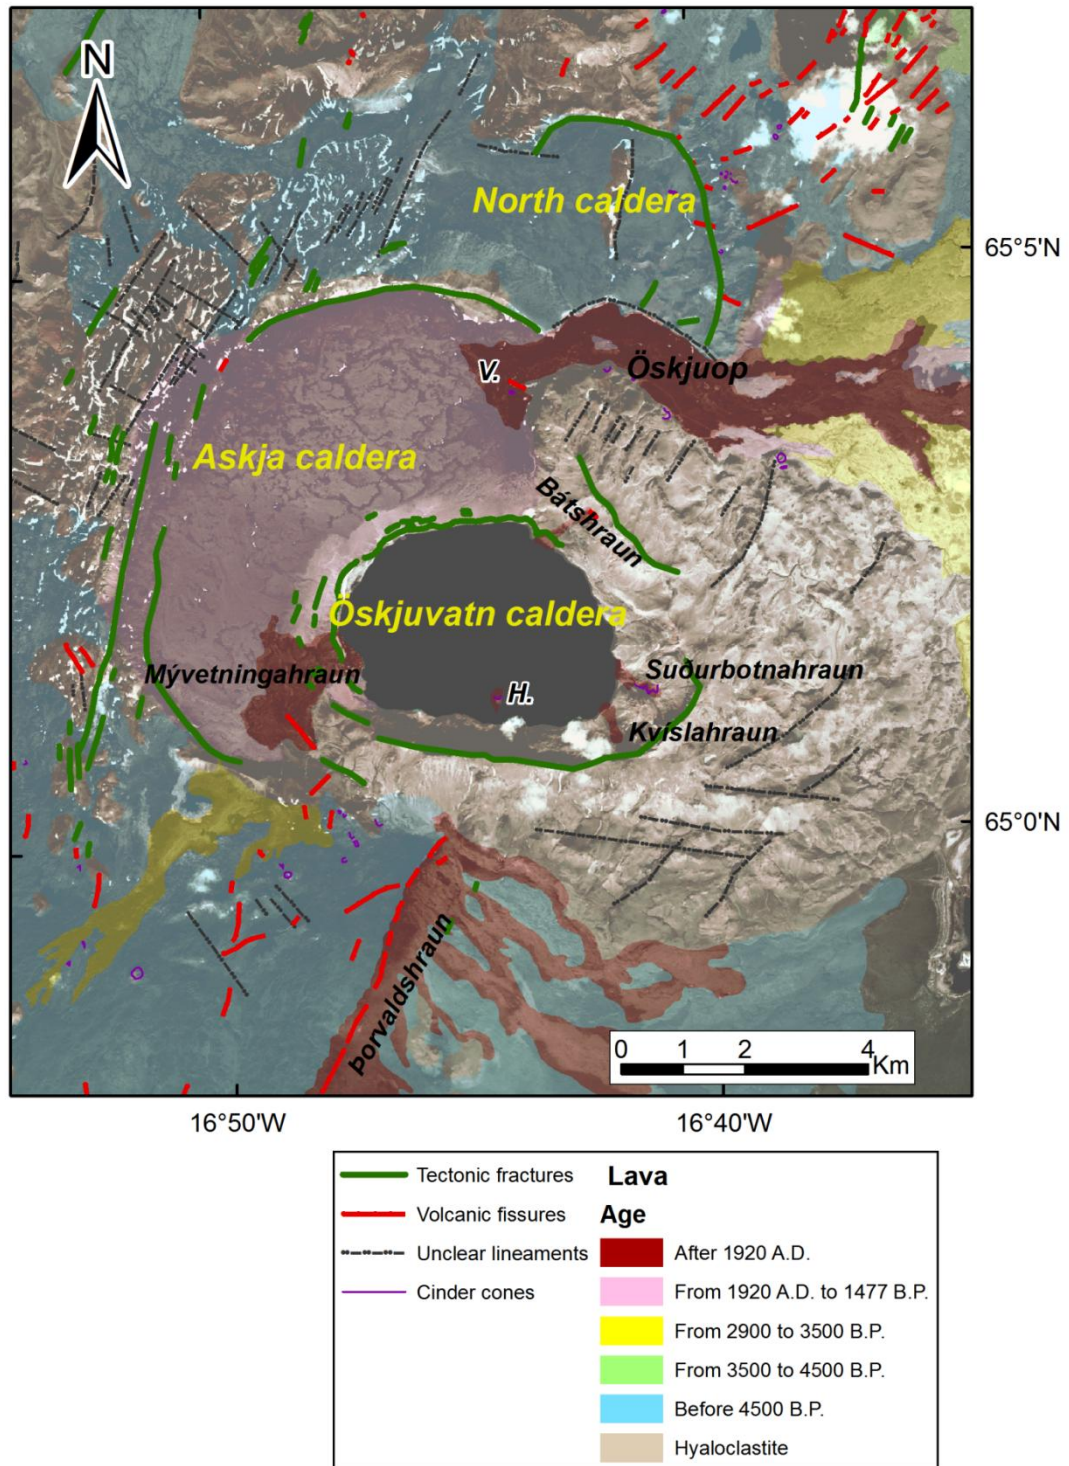 N
North caldera
65°5'N
V.
Öskjuop
Askja caldera
Bátshraun
Öskjuvatn caldera
Mývetningahraun
Suðurbotnahraun
H.
Kvíslahraun
65°0'N
Þorvaldshraun
0 1 2 4
Km
16°50'W 16°40'W
Tectonic fractures
Volcanic fissures
Unclear lineaments
Cinder cones
Lava
Age
After 1920 A.D.
From 1920 A.D. to 1477 B.P.
From 2900 to 3500 B.P.
From 3500 to 4500 B.P.
Before 4500 B.P.
Hyaloclastite